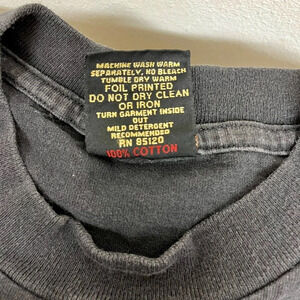 MACHINE WASH WARM
SEPARATELY, NO BLEACH
TUMBLE DRY WARM
FOIL PRINTED
DO NOT DRY CLEAN
OR IRON
TURN GARMENT INSIDE
OUT
MILD DETERGENT
RECOMMENDED
RN 85120
100% COTTON